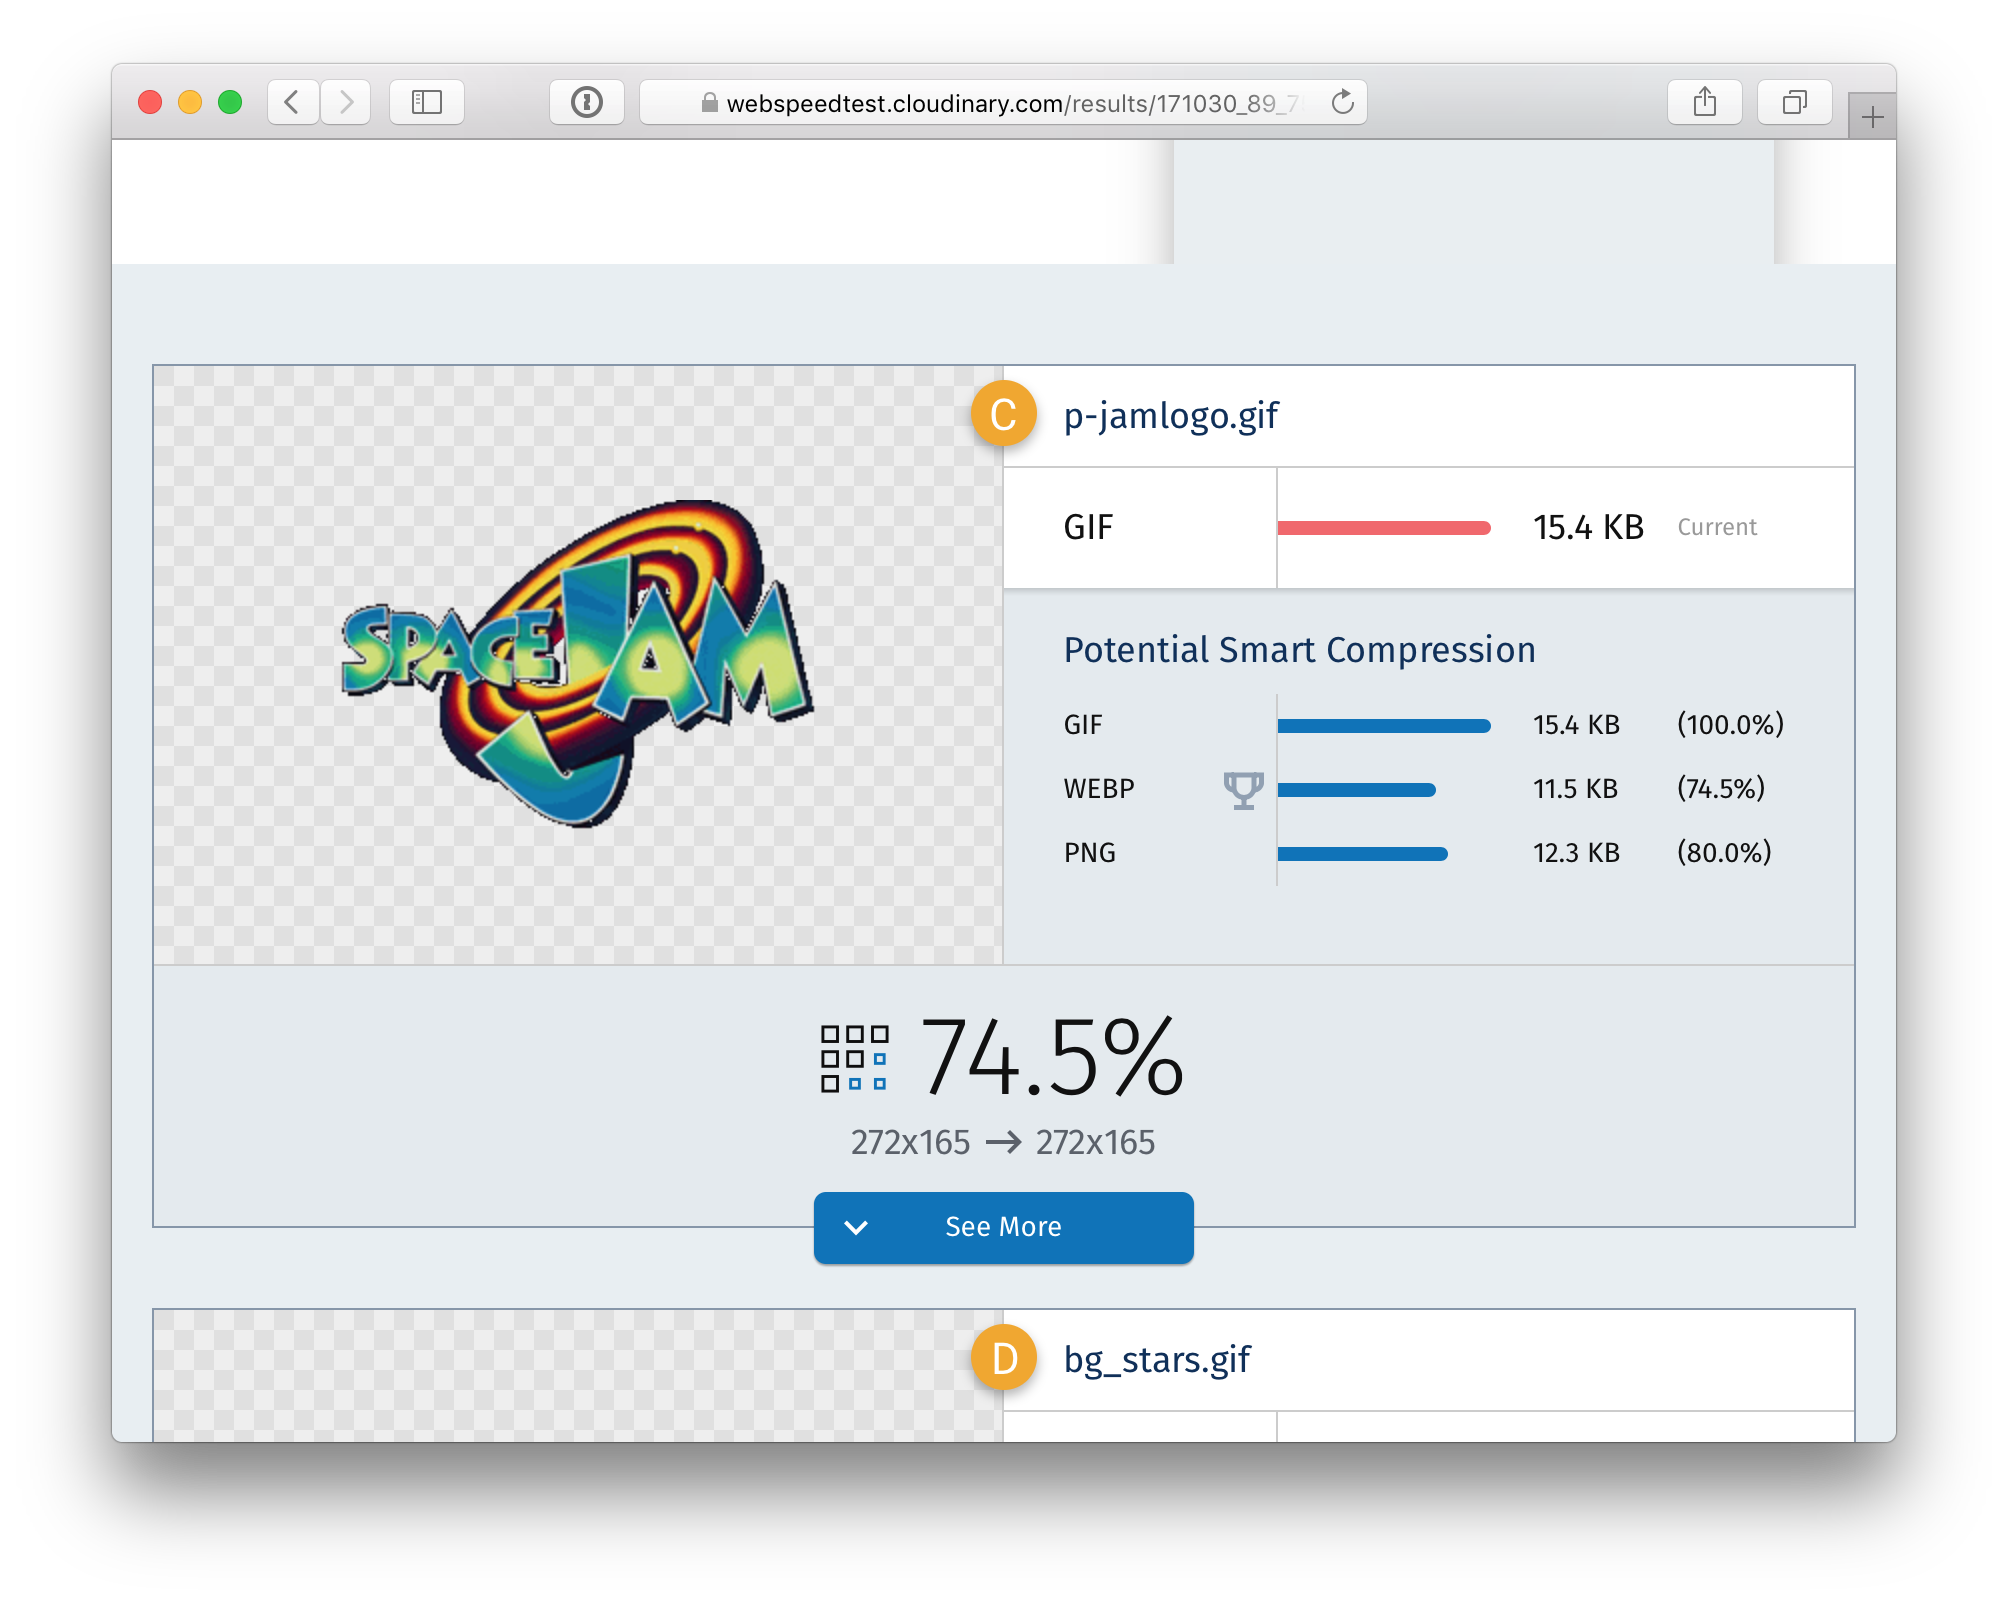 webspeedtest.cloudinary.com/results/171030_89_7
C p-jamlogo.gif
GIF 15.4 KB Current
SPACE JAM
Potential Smart Compression
GIF 15.4 KB (100.0%)
WEBP 11.5 KB (74.5%)
PNG 12.3 KB (80.0%)
74.5%
272x165 → 272x165
See More
D bg_stars.gif